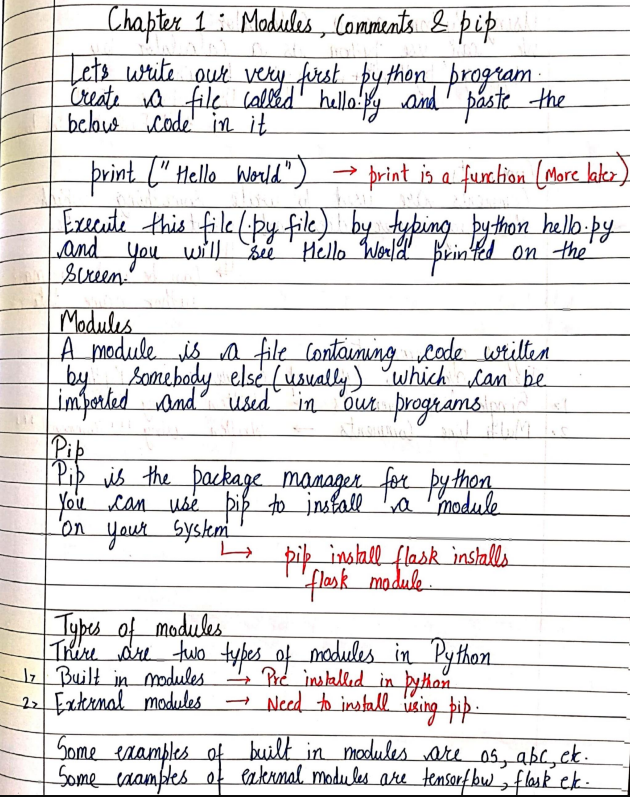 Chapter 1 : Modules, Comments & pip
Lets write our very first python program.
Create a file called hello.py and paste the
below code in it
print ("Hello World") → print is a function (More later)
Execute this file (.py file) by typing python hello.py
and you will see Hello World printed on the
Screen.
Modules
A module is a file containing code written
by somebody else (usually) which can be
imported and used in our programs
Pip
Pip is the package manager for python
You can use pip to install a module
on your system
↳ pip install flask installs
flask module.
Types of modules
There are two types of modules in Python
1> Built in modules → Pre installed in python
2> External modules → Need to install using pip.
Some examples of built in modules are os, abc, etc.
Some examples of external modules are tensorflow, flask etc.